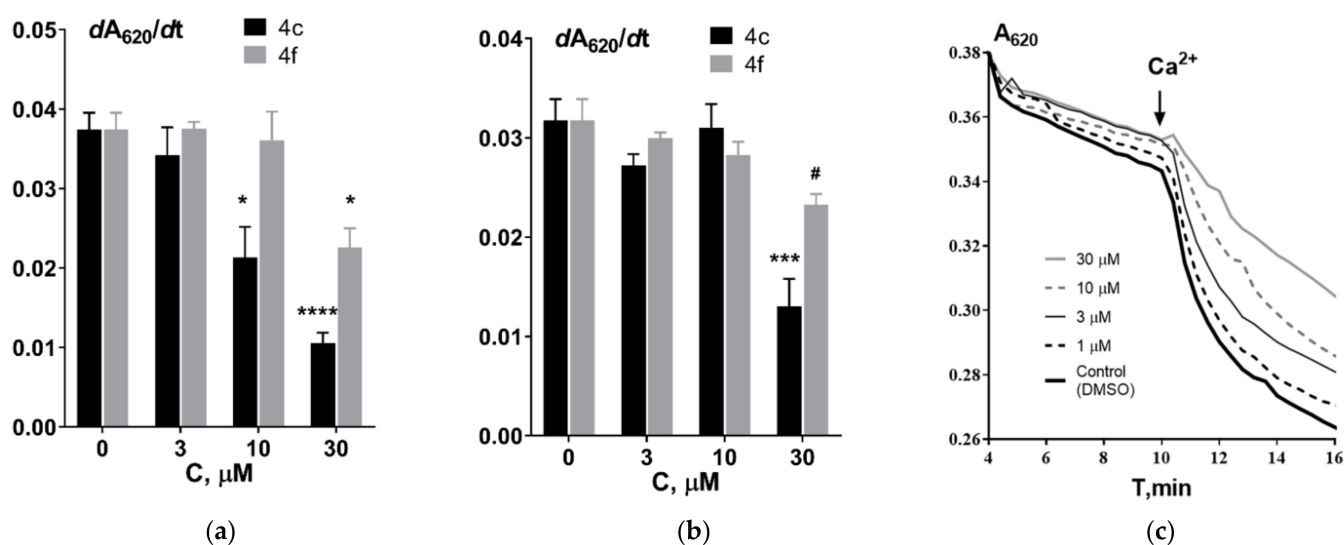 dA620/dt
4c
4f
0.05
0.04
0.03
0.02
0.01
0.00
*
****
*
0
3
10
30
C, μM
(a)
dA620/dt
4c
4f
0.04
0.03
0.02
0.01
0.00
***
#
0
3
10
30
C, μM
(b)
A620
Ca2+
0.38
0.36
0.34
0.32
0.30
0.28
0.26
30 μM
10 μM
3 μM
1 μM
Control
(DMSO)
4
6
8
10
12
14
16
T,min
(c)